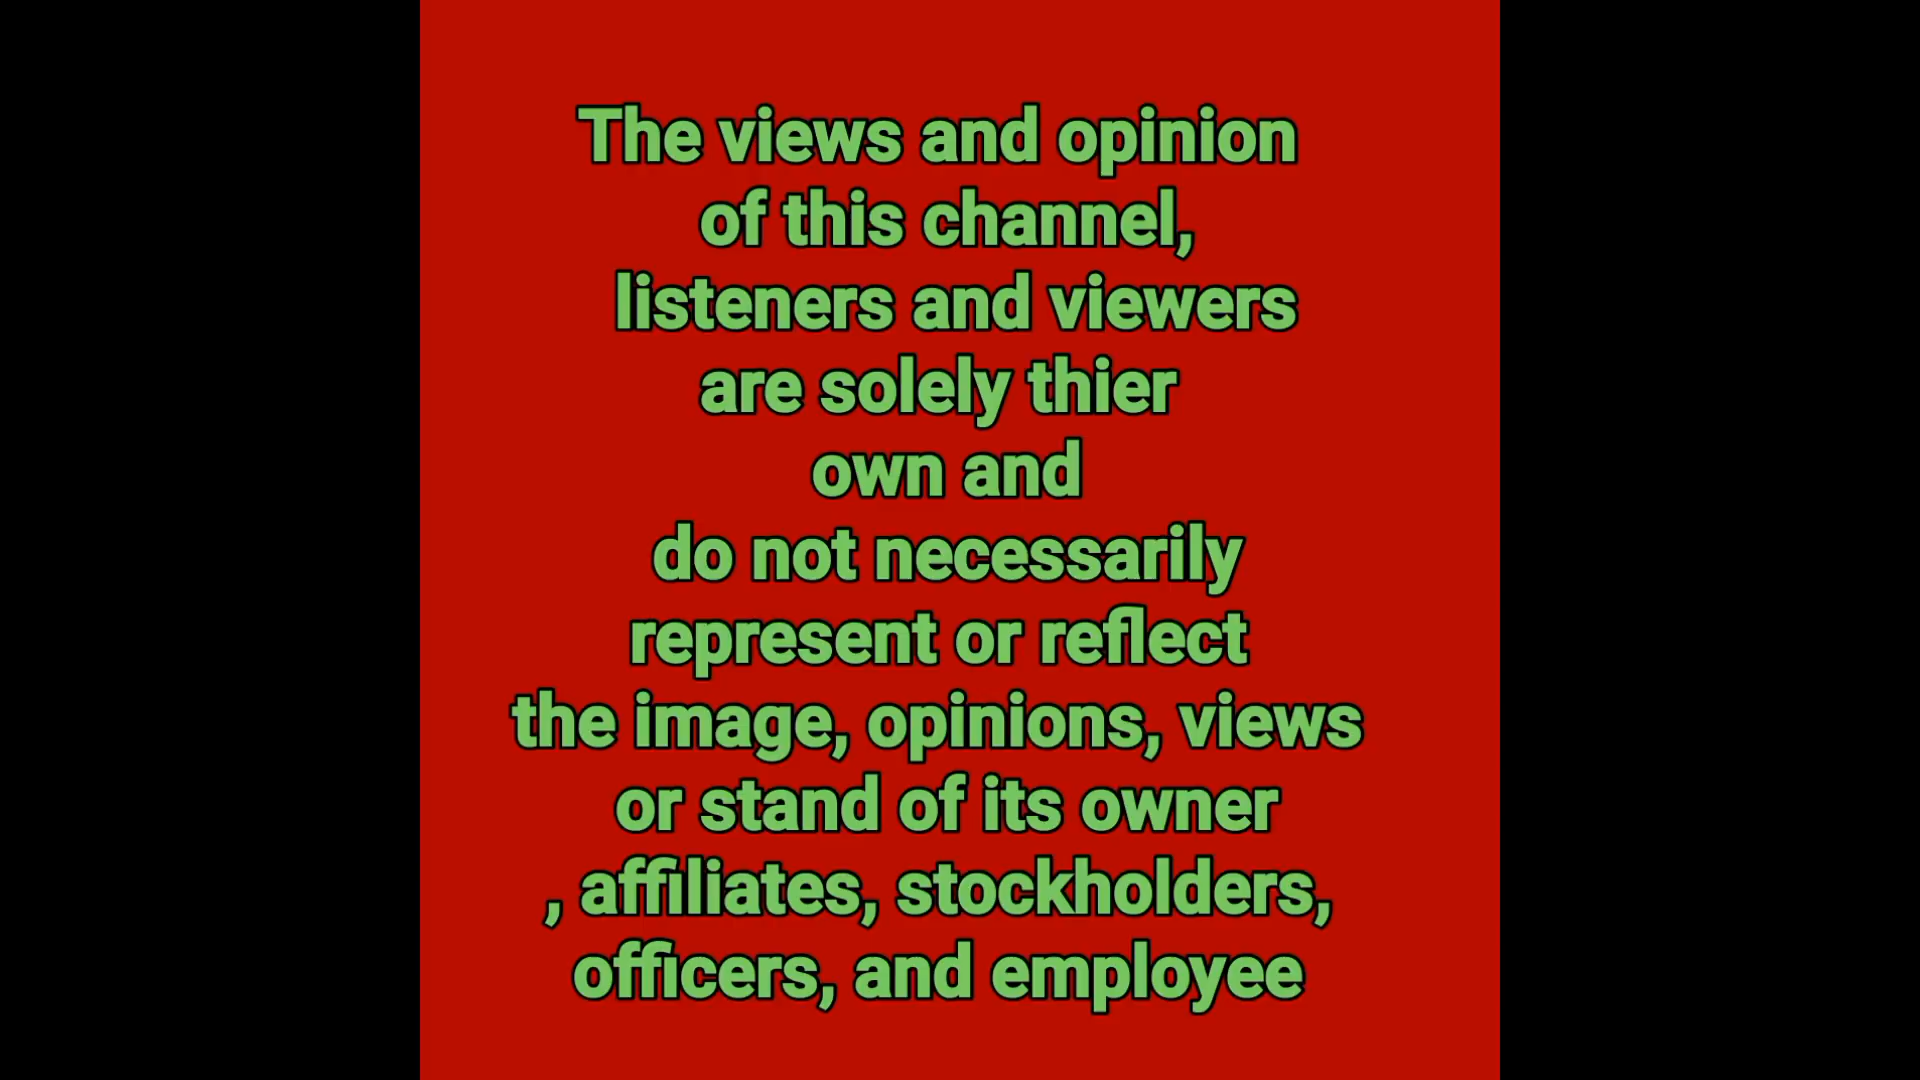 The views and opinion
of this channel,
listeners and viewers
are solely thier
own and
do not necessarily
represent or reflect
the image, opinions, views
or stand of its owner
, affiliates, stockholders,
officers, and employee